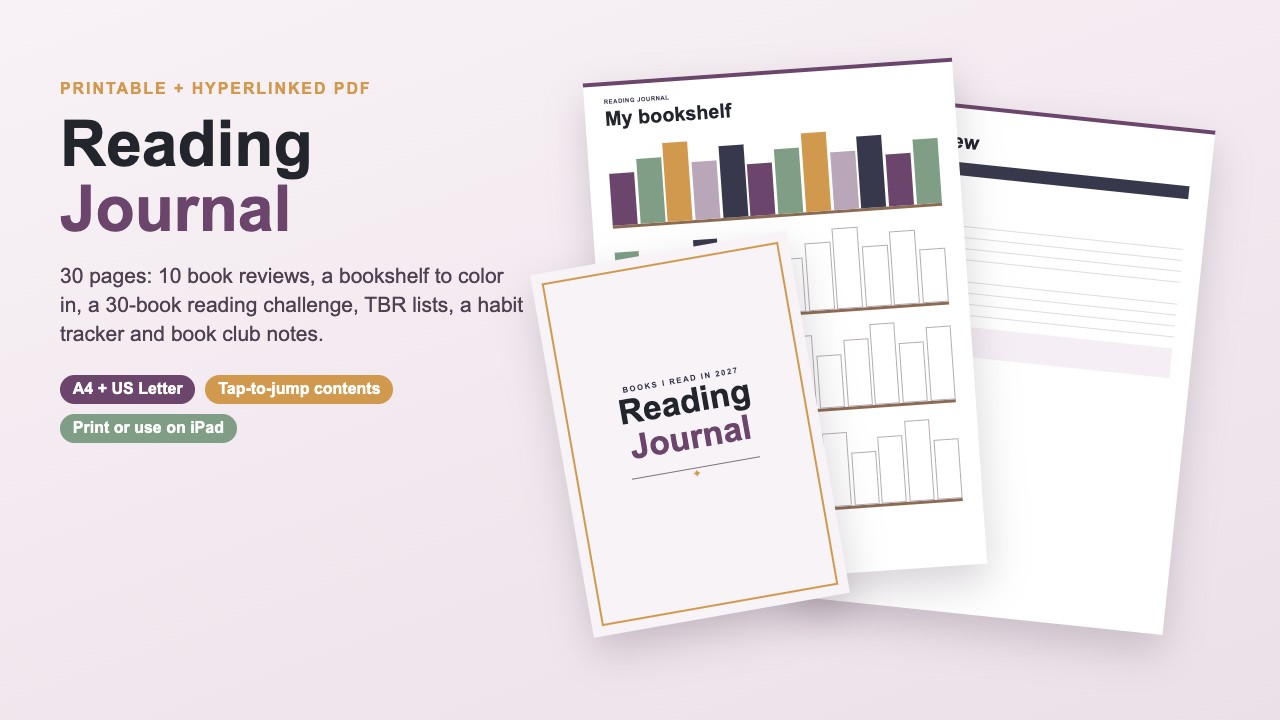 PRINTABLE + HYPERLINKED PDF
Reading
Journal
30 pages: 10 book reviews, a bookshelf to color
in, a 30-book reading challenge, TBR lists, a habit
tracker and book club notes.
A4 + US Letter
Tap-to-jump contents
Print or use on iPad
READING JOURNAL
My bookshelf
BOOKS I READ IN 2027
Reading
Journal